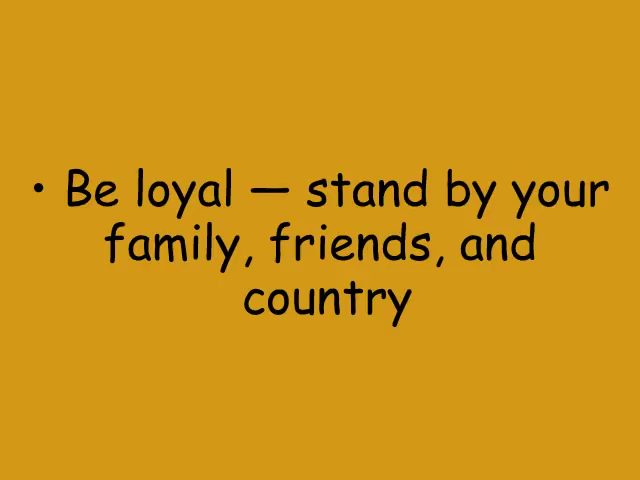 • Be loyal — stand by your
family, friends, and
country